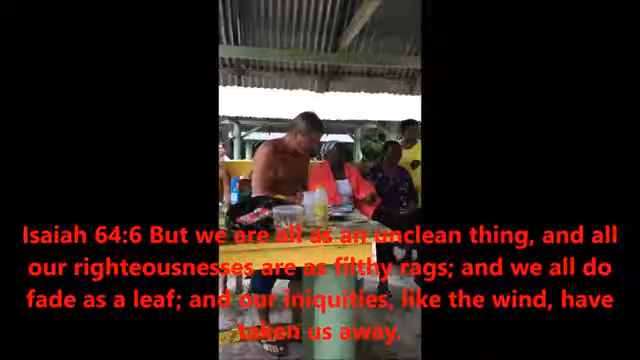 Isaiah 64:6 But we are all as an unclean thing, and all
our righteousnesses are as filthy rags; and we all do
fade as a leaf; and our iniquities, like the wind, have
taken us away.